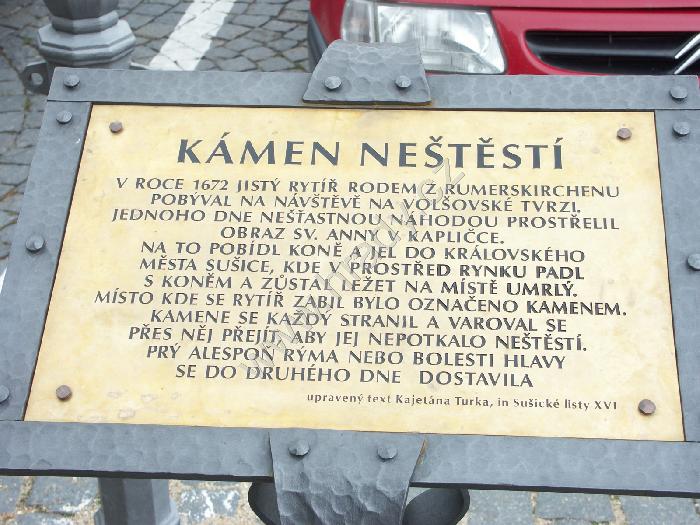 KÁMEN NEŠTĚSTÍ
V ROCE 1672 JISTÝ RYTÍŘ RODEM Z RUMERSKIRCHENU
POBÝVAL NA NÁVŠTĚVĚ NA VOLŠOVSKÉ TVRZI.
JEDNOHO DNE NEŠŤASTNOU NÁHODOU PROSTŘELIL
OBRAZ SV. ANNY V KAPLIČCE.
NA TO POBÍDL KONĚ A JEL DO KRÁLOVSKÉHO
MĚSTA SUŠICE, KDE V PROSTŘED RYNKU PADL
S KONĚM A ZŮSTAL LEŽET NA MÍSTĚ UMRLÝ.
MÍSTO KDE SE RYTÍŘ ZABIL BYLO OZNAČENO KAMENEM.
KAMENE SE KAŽDÝ STRANIL A VAROVAL SE
PŘES NĚJ PŘEJÍT, ABY JEJ NEPOTKALO NEŠTĚSTÍ.
PRÝ ALESPOŇ RÝMA NEBO BOLESTI HLAVY
SE DO DRUHÉHO DNE DOSTAVILA
upravený text Kajetána Turka, in Sušické listy XVI
www.hrady.cz